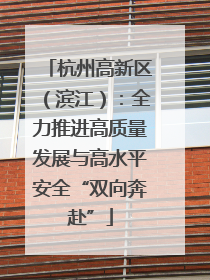 「杭州高新区
（滨江）：全
力推进高质量
发展与高水平
安全“双向奔
赴”」